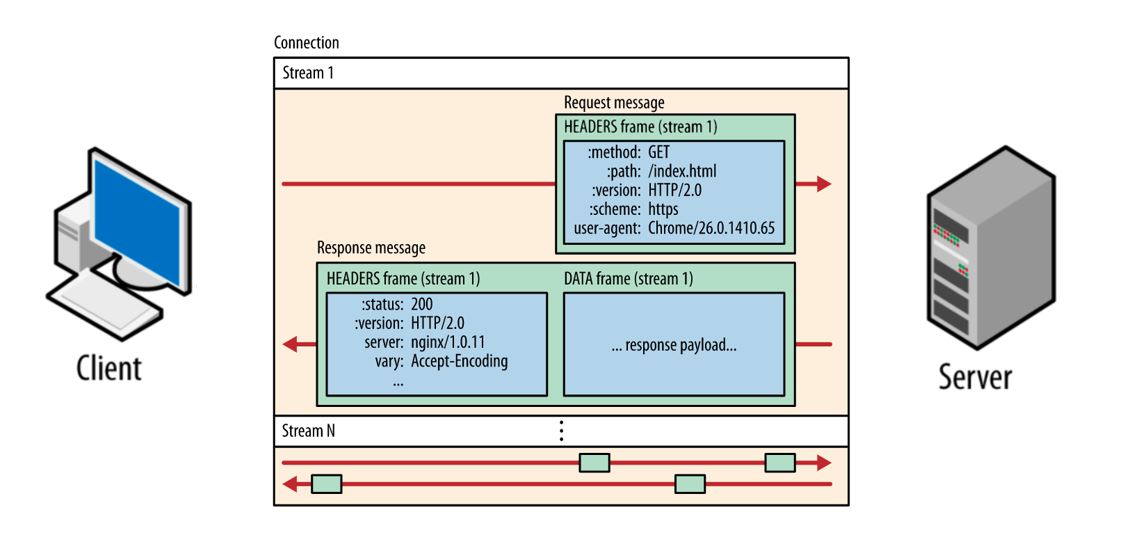 Connection
Stream 1
Request message
HEADERS frame (stream 1)
:method: GET
:path: /index.html
:version: HTTP/2.0
:scheme: https
user-agent: Chrome/26.0.1410.65
Response message
HEADERS frame (stream 1)
:status: 200
:version: HTTP/2.0
server: nginx/1.0.11
vary: Accept-Encoding
...
DATA frame (stream 1)
... response payload...
Client
Server
Stream N